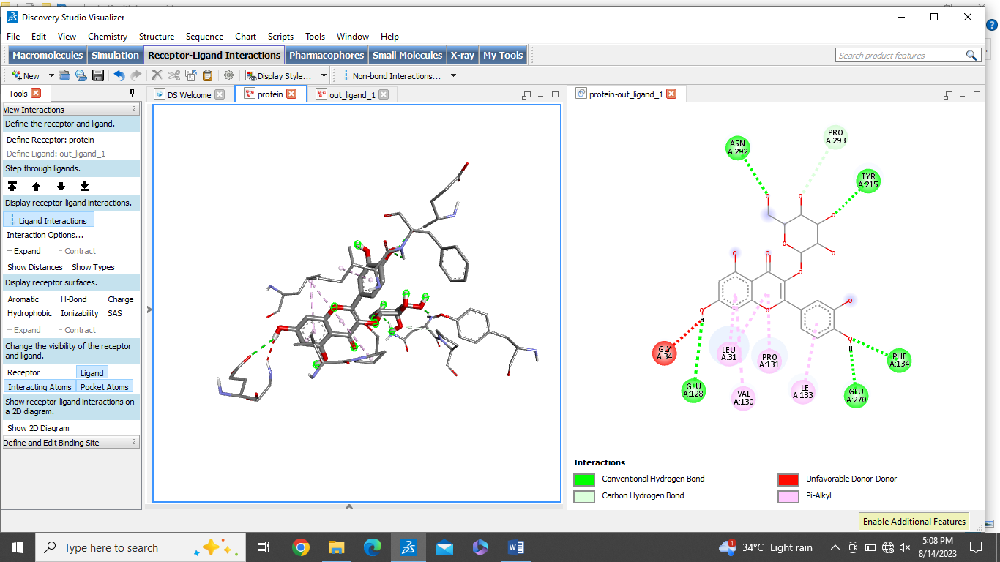 Discovery Studio Visualizer
File Edit View Chemistry Structure Sequence Chart Scripts Tools Window Help
Macromolecules Simulation Receptor-Ligand Interactions Pharmacophores Small Molecules X-ray My Tools
Search product features
New Display Style... Non-bond Interactions...
Tools
DS Welcome protein out_ligand_1
protein-out_ligand_1
View Interactions ?
Define the receptor and ligand.
Define Receptor: protein
Define Ligand: out_ligand_1
Step through ligands.
Display receptor-ligand interactions.
Ligand Interactions
Interaction Options...
+ Expand - Contract
Show Distances Show Types
Display receptor surfaces.
Aromatic H-Bond Charge
Hydrophobic Ionizability SAS
+ Expand - Contract
Change the visibility of the receptor
and ligand.
Receptor Ligand
Interacting Atoms Pocket Atoms
Show receptor-ligand interactions on
a 2D diagram.
Show 2D Diagram
Define and Edit Binding Site ?
PRO
A:293
ASN
A:292
TYR
A:215
GLY
A:34
LEU
A:31
PRO
A:131
PHE
A:134
GLU
A:128
VAL
A:130
ILE
A:133
GLU
A:270
Interactions
Conventional Hydrogen Bond
Carbon Hydrogen Bond
Unfavorable Donor-Donor
Pi-Alkyl
Enable Additional Features
Type here to search
34°C Light rain
5:08 PM
8/14/2023